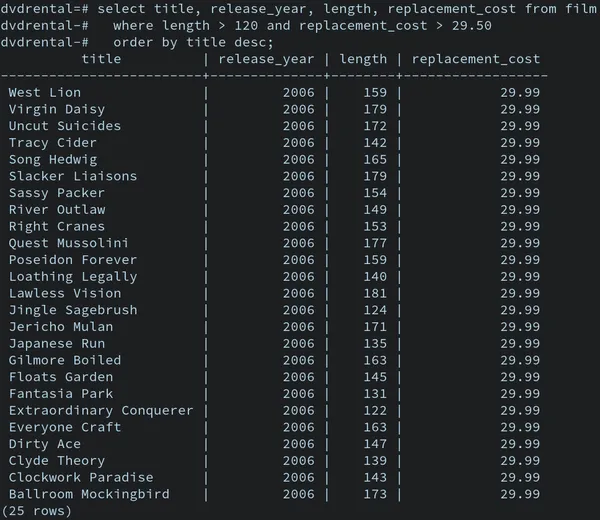 dvdrental=# select title, release_year, length, replacement_cost from film
dvdrental-#   where length > 120 and replacement_cost > 29.50
dvdrental-#   order by title desc;
          title          | release_year | length | replacement_cost
-------------------------+--------------+--------+------------------
 West Lion               |         2006 |    159 |            29.99
 Virgin Daisy            |         2006 |    179 |            29.99
 Uncut Suicides          |         2006 |    172 |            29.99
 Tracy Cider             |         2006 |    142 |            29.99
 Song Hedwig             |         2006 |    165 |            29.99
 Slacker Liaisons        |         2006 |    179 |            29.99
 Sassy Packer            |         2006 |    154 |            29.99
 River Outlaw            |         2006 |    149 |            29.99
 Right Cranes            |         2006 |    153 |            29.99
 Quest Mussolini         |         2006 |    177 |            29.99
 Poseidon Forever        |         2006 |    159 |            29.99
 Loathing Legally        |         2006 |    140 |            29.99
 Lawless Vision          |         2006 |    181 |            29.99
 Jingle Sagebrush        |         2006 |    124 |            29.99
 Jericho Mulan           |         2006 |    171 |            29.99
 Japanese Run            |         2006 |    135 |            29.99
 Gilmore Boiled          |         2006 |    163 |            29.99
 Floats Garden           |         2006 |    145 |            29.99
 Fantasia Park           |         2006 |    131 |            29.99
 Extraordinary Conquerer |         2006 |    122 |            29.99
 Everyone Craft          |         2006 |    163 |            29.99
 Dirty Ace               |         2006 |    147 |            29.99
 Clyde Theory            |         2006 |    139 |            29.99
 Clockwork Paradise      |         2006 |    143 |            29.99
 Ballroom Mockingbird    |         2006 |    173 |            29.99
(25 rows)